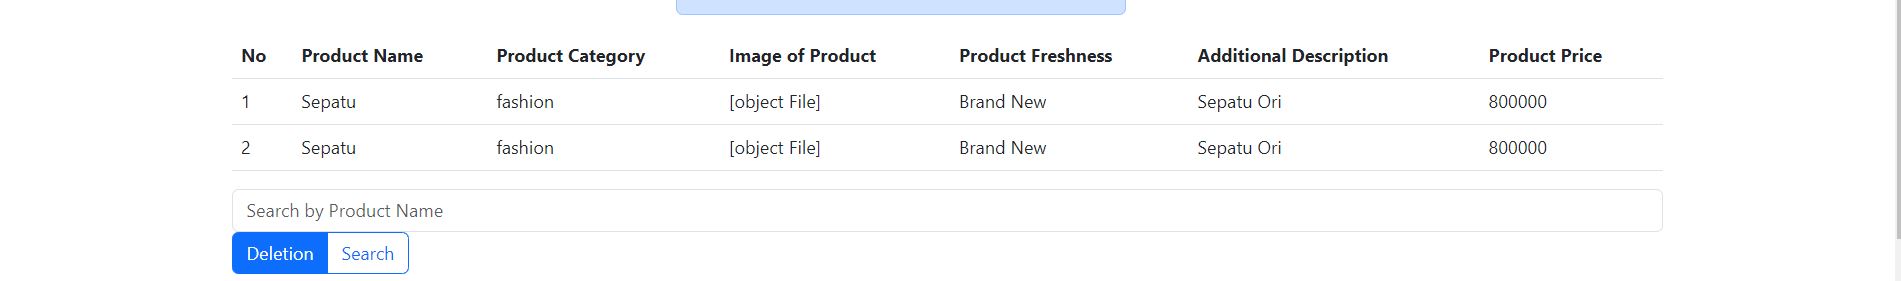 No Product Name Product Category Image of Product Product Freshness Additional Description Product Price
1 Sepatu fashion [object File] Brand New Sepatu Ori 800000
2 Sepatu fashion [object File] Brand New Sepatu Ori 800000
Search by Product Name
Deletion Search